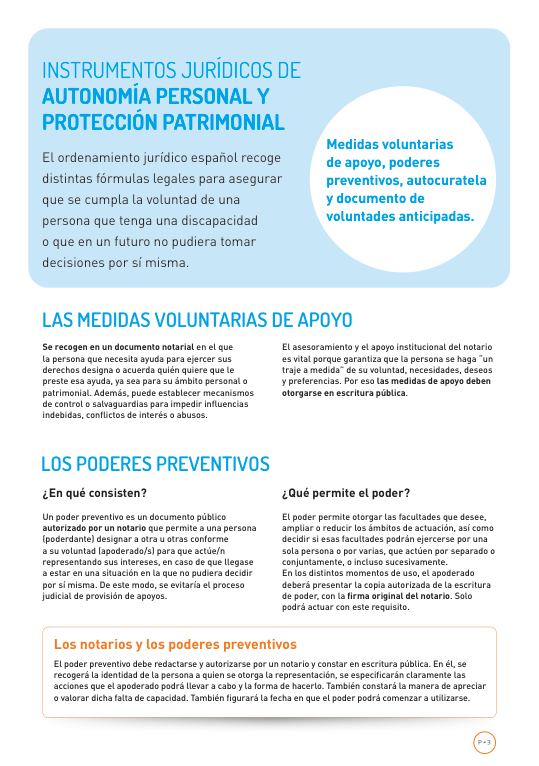 INSTRUMENTOS JURÍDICOS DE
AUTONOMÍA PERSONAL Y
PROTECCIÓN PATRIMONIAL
El ordenamiento jurídico español recoge
distintas fórmulas legales para asegurar
que se cumpla la voluntad de una
persona que tenga una discapacidad
o que en un futuro no pudiera tomar
decisiones por sí misma.
Medidas voluntarias
de apoyo, poderes
preventivos, autocuratela
y documento de
voluntades anticipadas.
LAS MEDIDAS VOLUNTARIAS DE APOYO
Se recogen en un documento notarial en el que
la persona que necesita ayuda para ejercer sus
derechos designa o acuerda quién quiere que le
preste esa ayuda, ya sea para su ámbito personal o
patrimonial. Además, puede establecer mecanismos
de control o salvaguardias para impedir influencias
indebidas, conflictos de interés o abusos.
El asesoramiento y el apoyo institucional del notario
es vital porque garantiza que la persona se haga "un
traje a medida" de su voluntad, necesidades, deseos
y preferencias. Por eso las medidas de apoyo deben
otorgarse en escritura pública.
LOS PODERES PREVENTIVOS
¿En qué consisten?
Un poder preventivo es un documento público
autorizado por un notario que permite a una persona
(poderdante) designar a otra u otras conforme
a su voluntad (apoderado/s) para que actúe/n
representando sus intereses, en caso de que llegase
a estar en una situación en la que no pudiera decidir
por sí misma. De este modo, se evitaría el proceso
judicial de provisión de apoyos.
¿Qué permite el poder?
El poder permite otorgar las facultades que desee,
ampliar o reducir los ámbitos de actuación, así como
decidir si esas facultades podrán ejercerse por una
sola persona o por varias, que actúen por separado o
conjuntamente, o incluso sucesivamente.
En los distintos momentos de uso, el apoderado
deberá presentar la copia autorizada de la escritura
de poder, con la firma original del notario. Solo
podrá actuar con este requisito.
Los notarios y los poderes preventivos
El poder preventivo debe redactarse y autorizarse por un notario y constar en escritura pública. En él, se
recogerá la identidad de la persona a quien se otorga la representación, se especificarán claramente las
acciones que el apoderado podrá llevar a cabo y la forma de hacerlo. También constará la manera de apreciar
o valorar dicha falta de capacidad. También figurará la fecha en que el poder podrá comenzar a utilizarse.
P+3